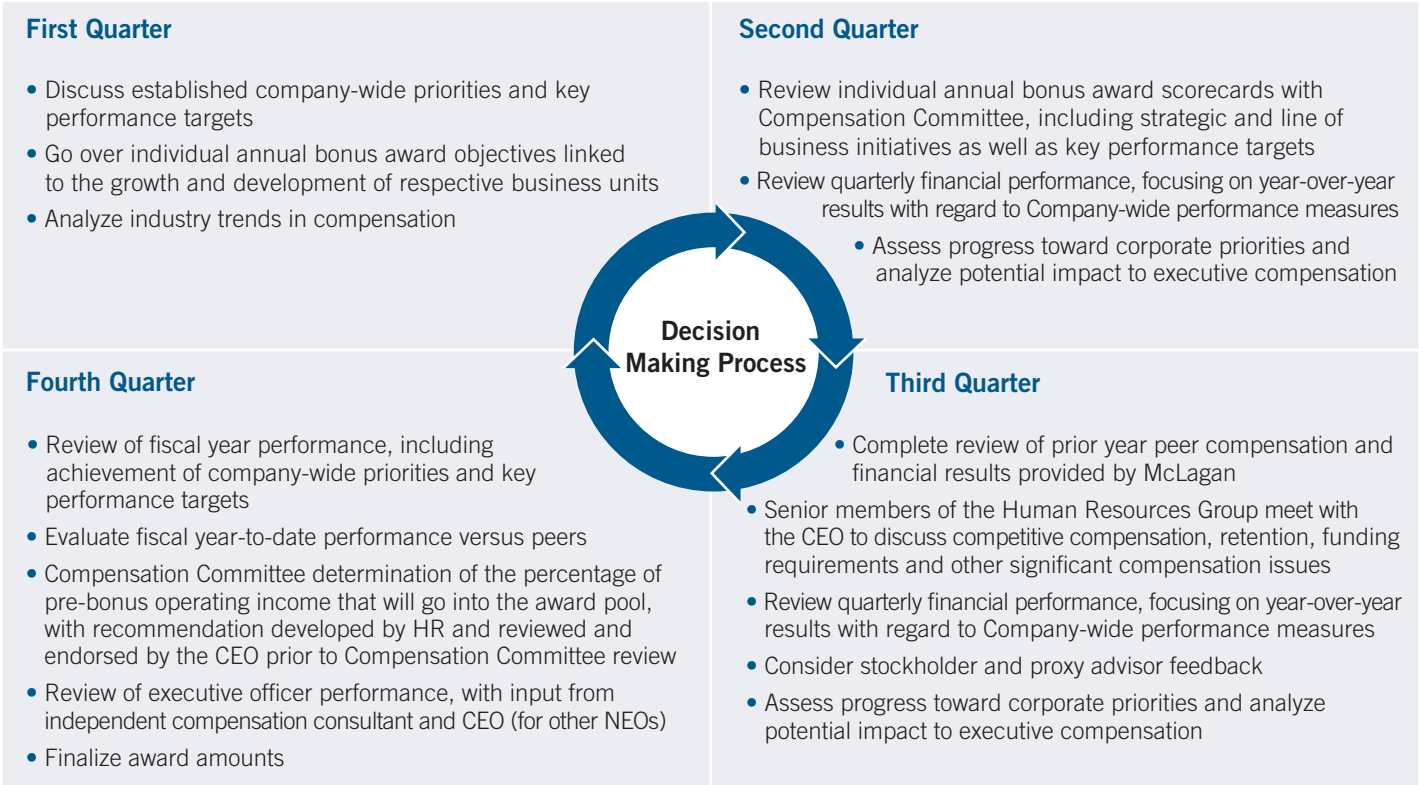 First Quarter
• Discuss established company-wide priorities and key
performance targets
• Go over individual annual bonus award objectives linked
to the growth and development of respective business units
• Analyze industry trends in compensation
Second Quarter
• Review individual annual bonus award scorecards with
Compensation Committee, including strategic and line of
business initiatives as well as key performance targets
• Review quarterly financial performance, focusing on year-over-year
results with regard to Company-wide performance measures
• Assess progress toward corporate priorities and
analyze potential impact to executive compensation
Decision
Making Process
Fourth Quarter
• Review of fiscal year performance, including
achievement of company-wide priorities and key
performance targets
• Evaluate fiscal year-to-date performance versus peers
• Compensation Committee determination of the percentage of
pre-bonus operating income that will go into the award pool,
with recommendation developed by HR and reviewed and
endorsed by the CEO prior to Compensation Committee review
• Review of executive officer performance, with input from
independent compensation consultant and CEO (for other NEOs)
• Finalize award amounts
Third Quarter
• Complete review of prior year peer compensation and
financial results provided by McLagan
• Senior members of the Human Resources Group meet with
the CEO to discuss competitive compensation, retention, funding
requirements and other significant compensation issues
• Review quarterly financial performance, focusing on year-over-year
results with regard to Company-wide performance measures
• Consider stockholder and proxy advisor feedback
• Assess progress toward corporate priorities and analyze
potential impact to executive compensation